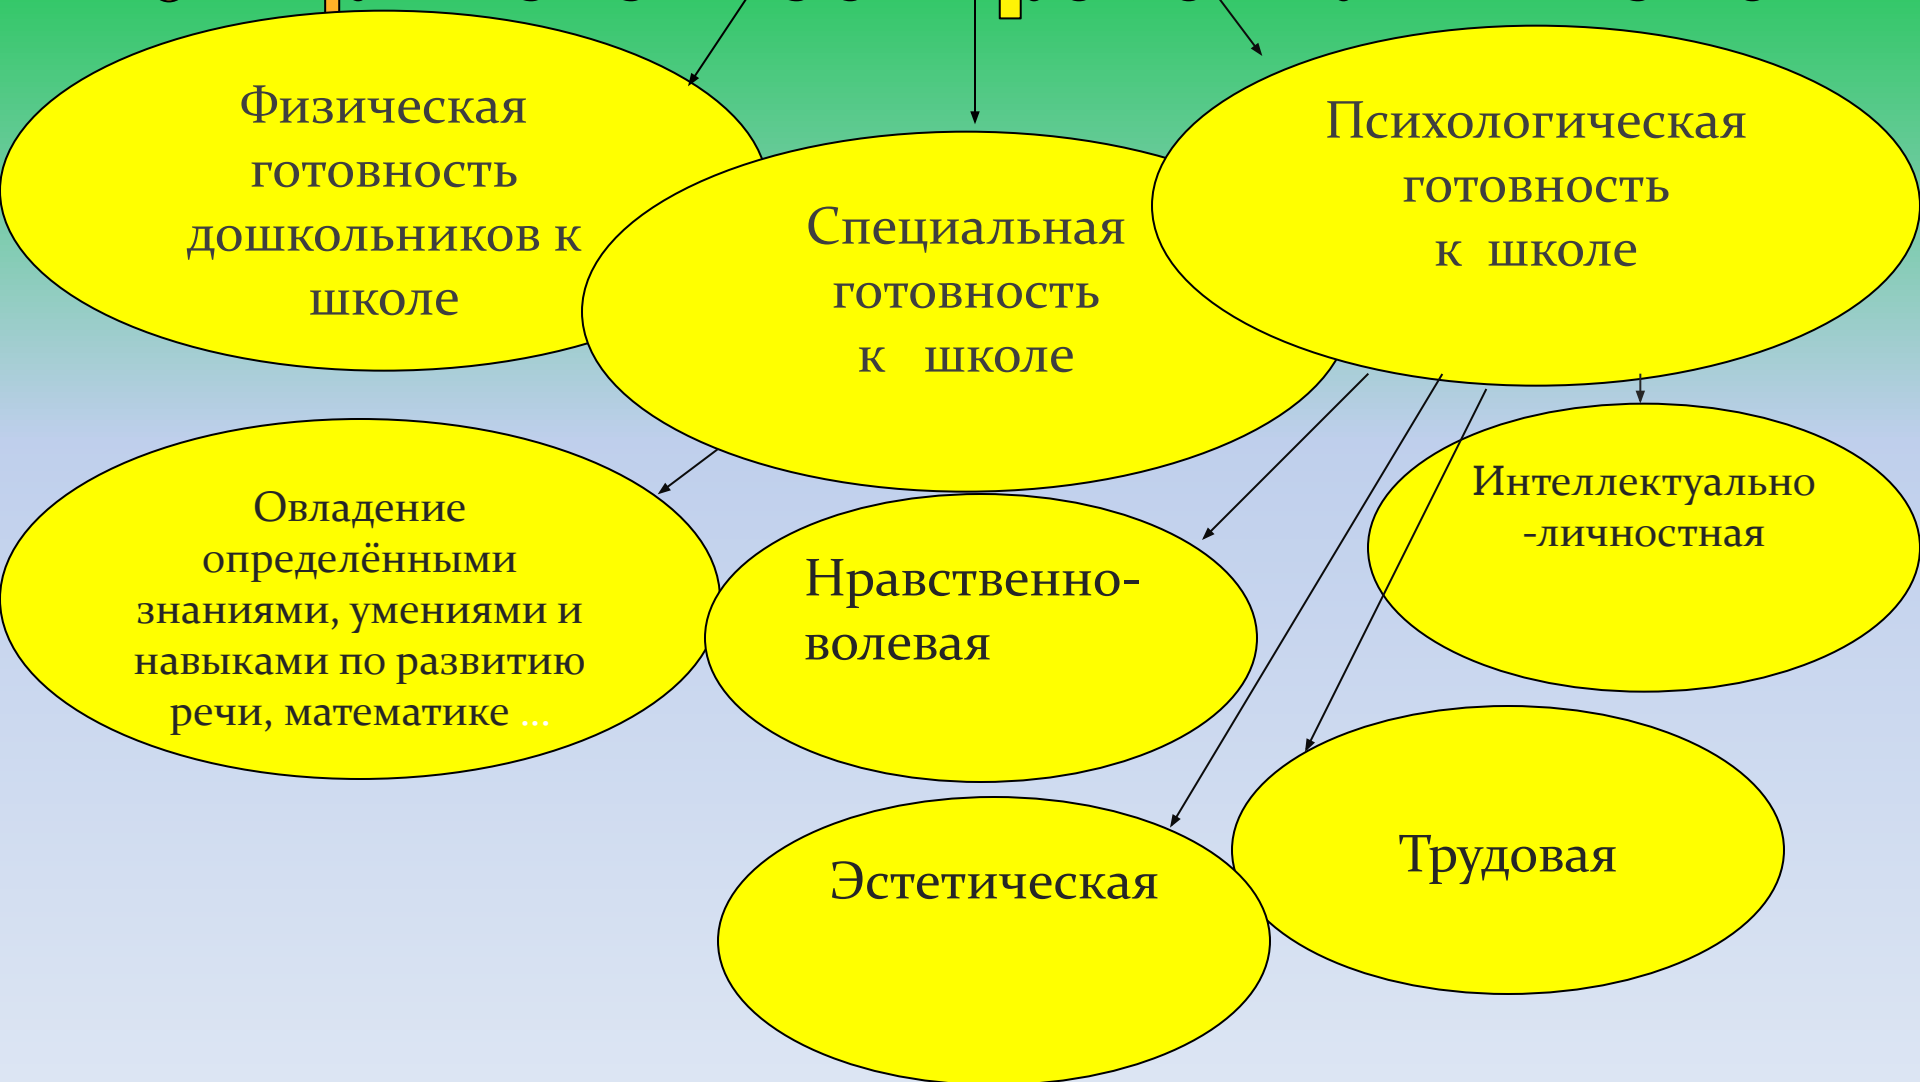 Физическая
готовность
дошкольников к
школе
Специальная
готовность
к школе
Психологическая
готовность
к школе
Овладение
определёнными
знаниями, умениями и
навыками по развитию
речи, математике ...
Нравственно-
волевая
Интеллектуально
-личностная
Эстетическая
Трудовая